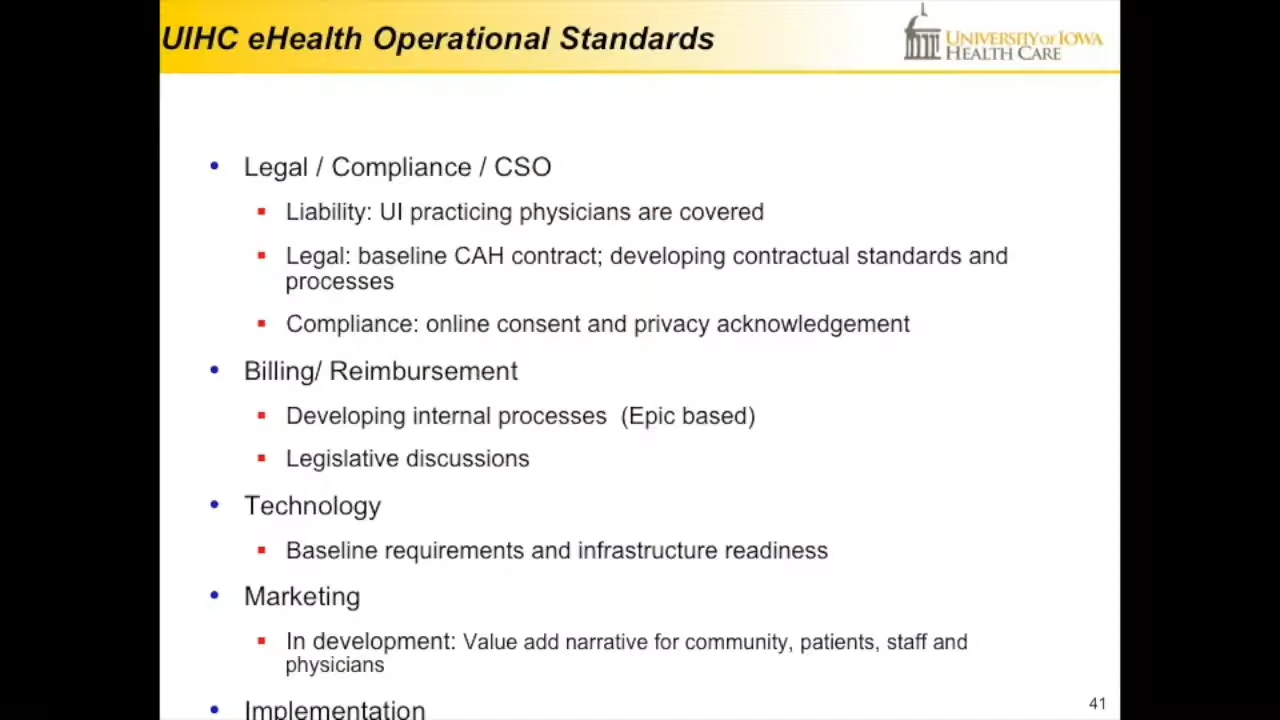 UIHC eHealth Operational Standards
UNIVERSITY OF IOWA
HEALTH CARE
• Legal / Compliance / CSO
▪ Liability: UI practicing physicians are covered
▪ Legal: baseline CAH contract; developing contractual standards and
processes
▪ Compliance: online consent and privacy acknowledgement
• Billing/ Reimbursement
▪ Developing internal processes  (Epic based)
▪ Legislative discussions
• Technology
▪ Baseline requirements and infrastructure readiness
• Marketing
▪ In development: Value add narrative for community, patients, staff and
physicians
• Implementation
41